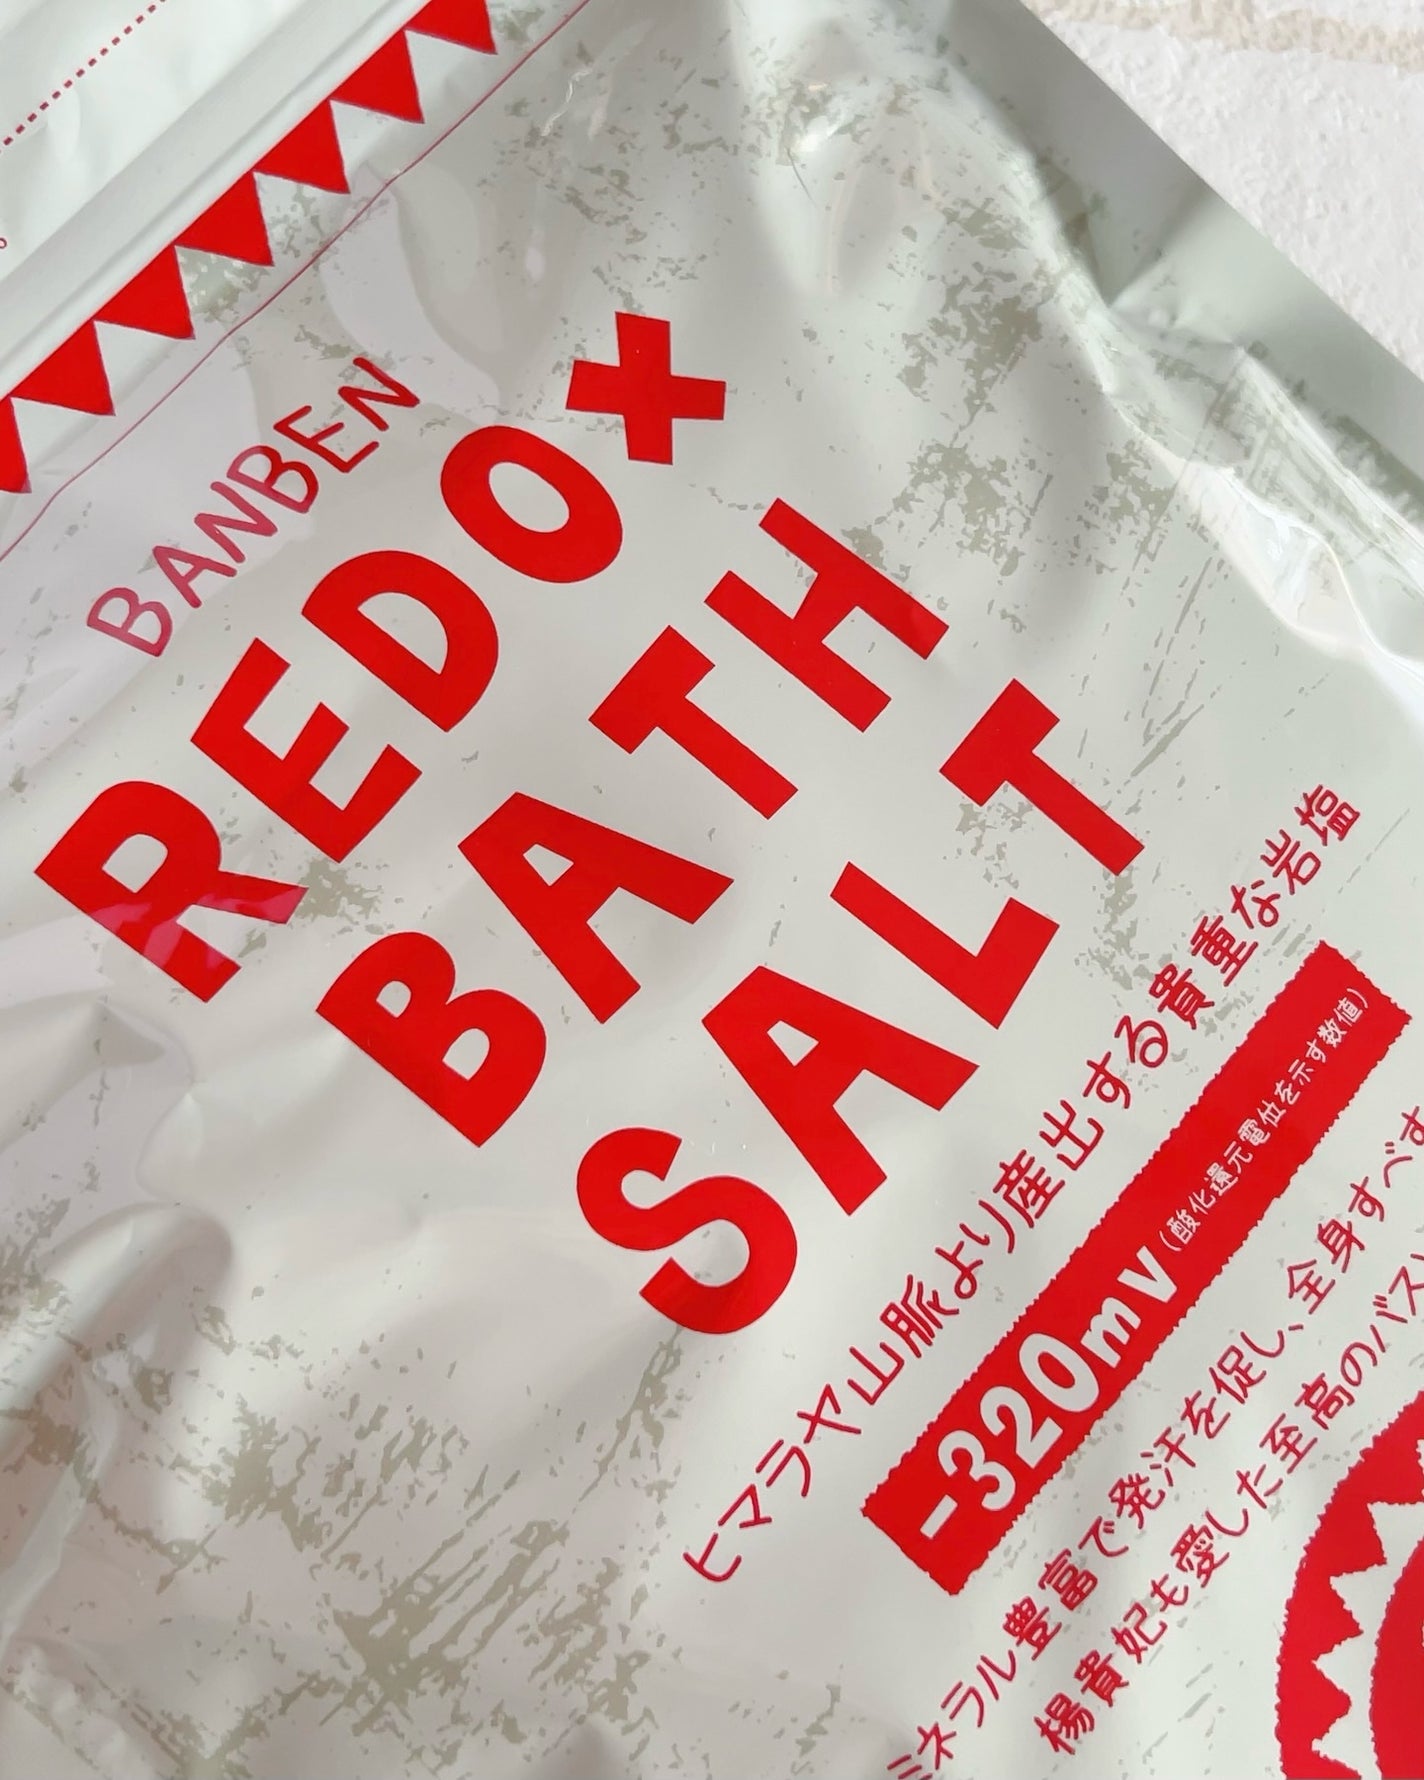 BANBEN
REDOX
BATH
SALT
ヒマラヤ山脈より産出する貴重な岩塩
-320mV(酸化還元電位を示す数値)
ミネラル豊富で発汗を促し、全身すべす
楊貴妃も愛した至高のバス